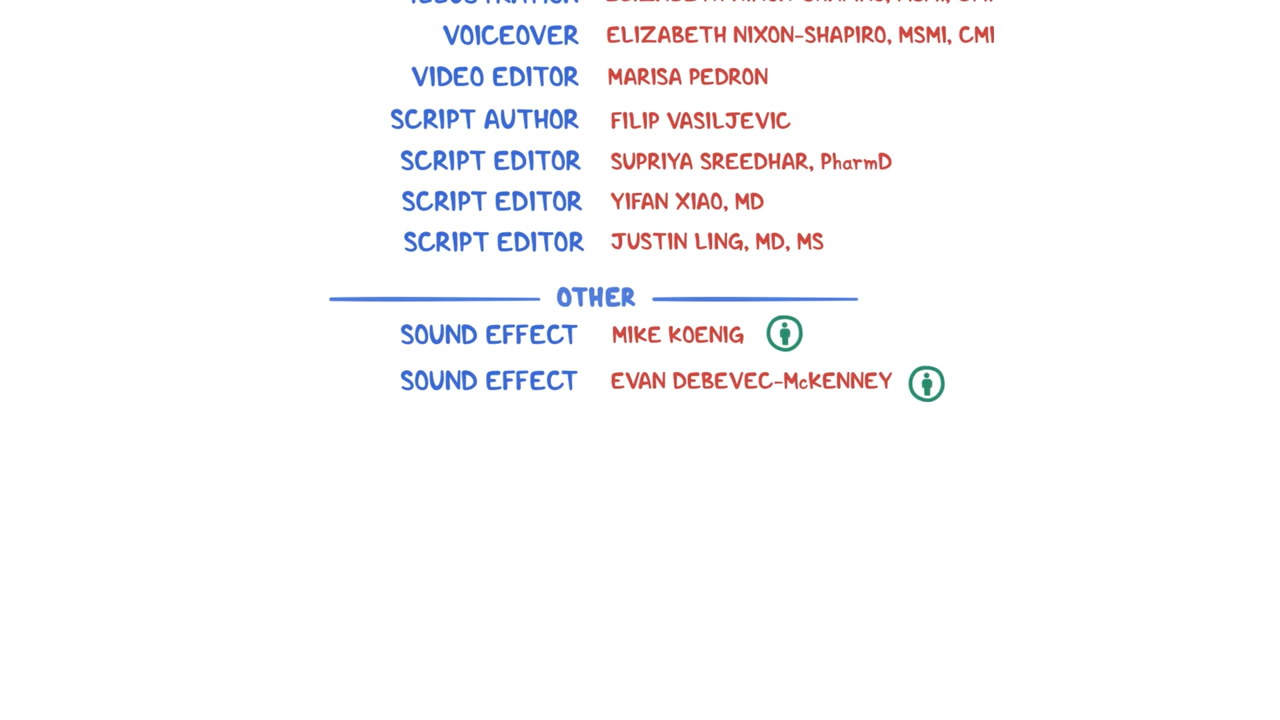 VOICEOVER ELIZABETH NIXON-SHAPIRO, MSMI, CMI
VIDEO EDITOR MARISA PEDRON
SCRIPT AUTHOR FILIP VASILJEVIC
SCRIPT EDITOR SUPRIYA SREEDHAR, PharmD
SCRIPT EDITOR YIFAN XIAO, MD
SCRIPT EDITOR JUSTIN LING, MD, MS
OTHER
SOUND EFFECT MIKE KOENIG
SOUND EFFECT EVAN DEBEVEC-McKENNEY